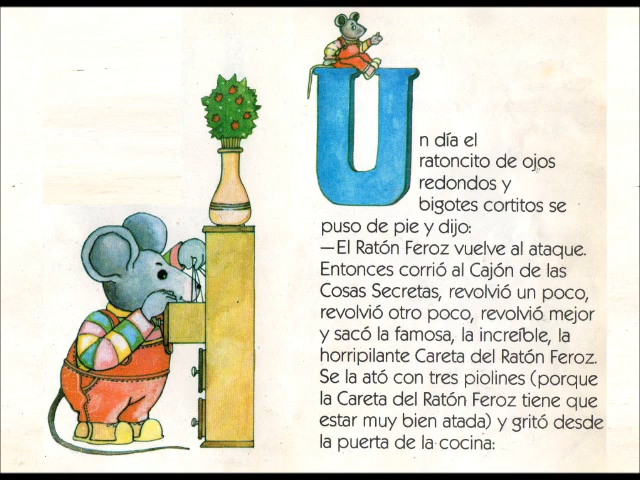 Un día el
ratoncito de ojos
redondos y
bigotes cortitos se
puso de pie y dijo:
—El Ratón Feroz vuelve al ataque.
Entonces corrió al Cajón de las
Cosas Secretas, revolvió un poco,
revolvió otro poco, revolvió mejor
y sacó la famosa, la increíble, la
horripilante Careta del Ratón Feroz.
Se la ató con tres piolines (porque
la Careta del Ratón Feroz tiene que
estar muy bien atada) y gritó desde
la puerta de la cocina: